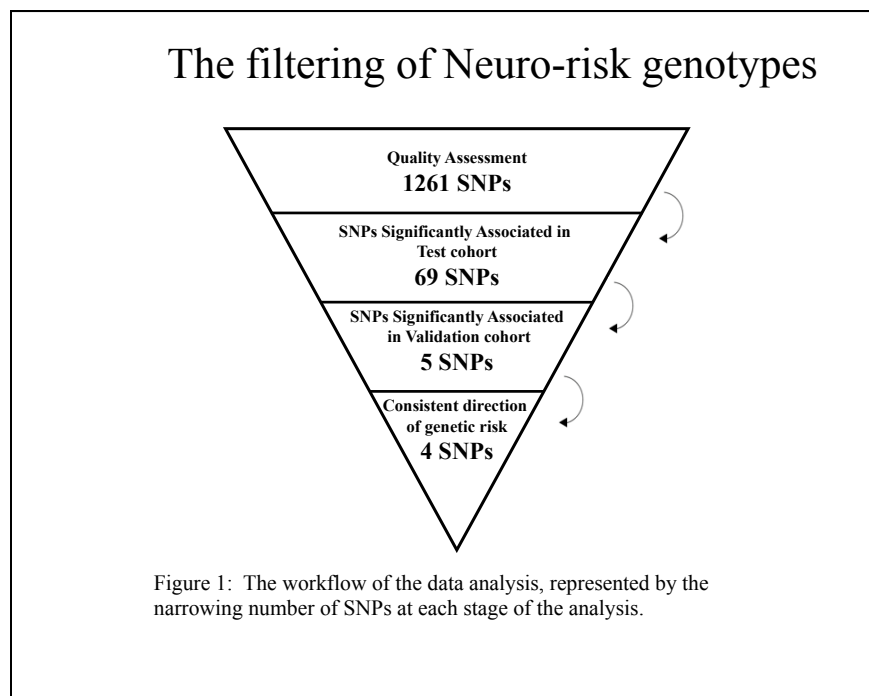 The filtering of Neuro-risk genotypes
Quality Assessment
1261 SNPs
SNPs Significantly Associated in
Test cohort
69 SNPs
SNPs Significantly Associated
in Validation cohort
5 SNPs
Consistent direction
of genetic risk
4 SNPs
Figure 1:  The workflow of the data analysis, represented by the
narrowing number of SNPs at each stage of the analysis.